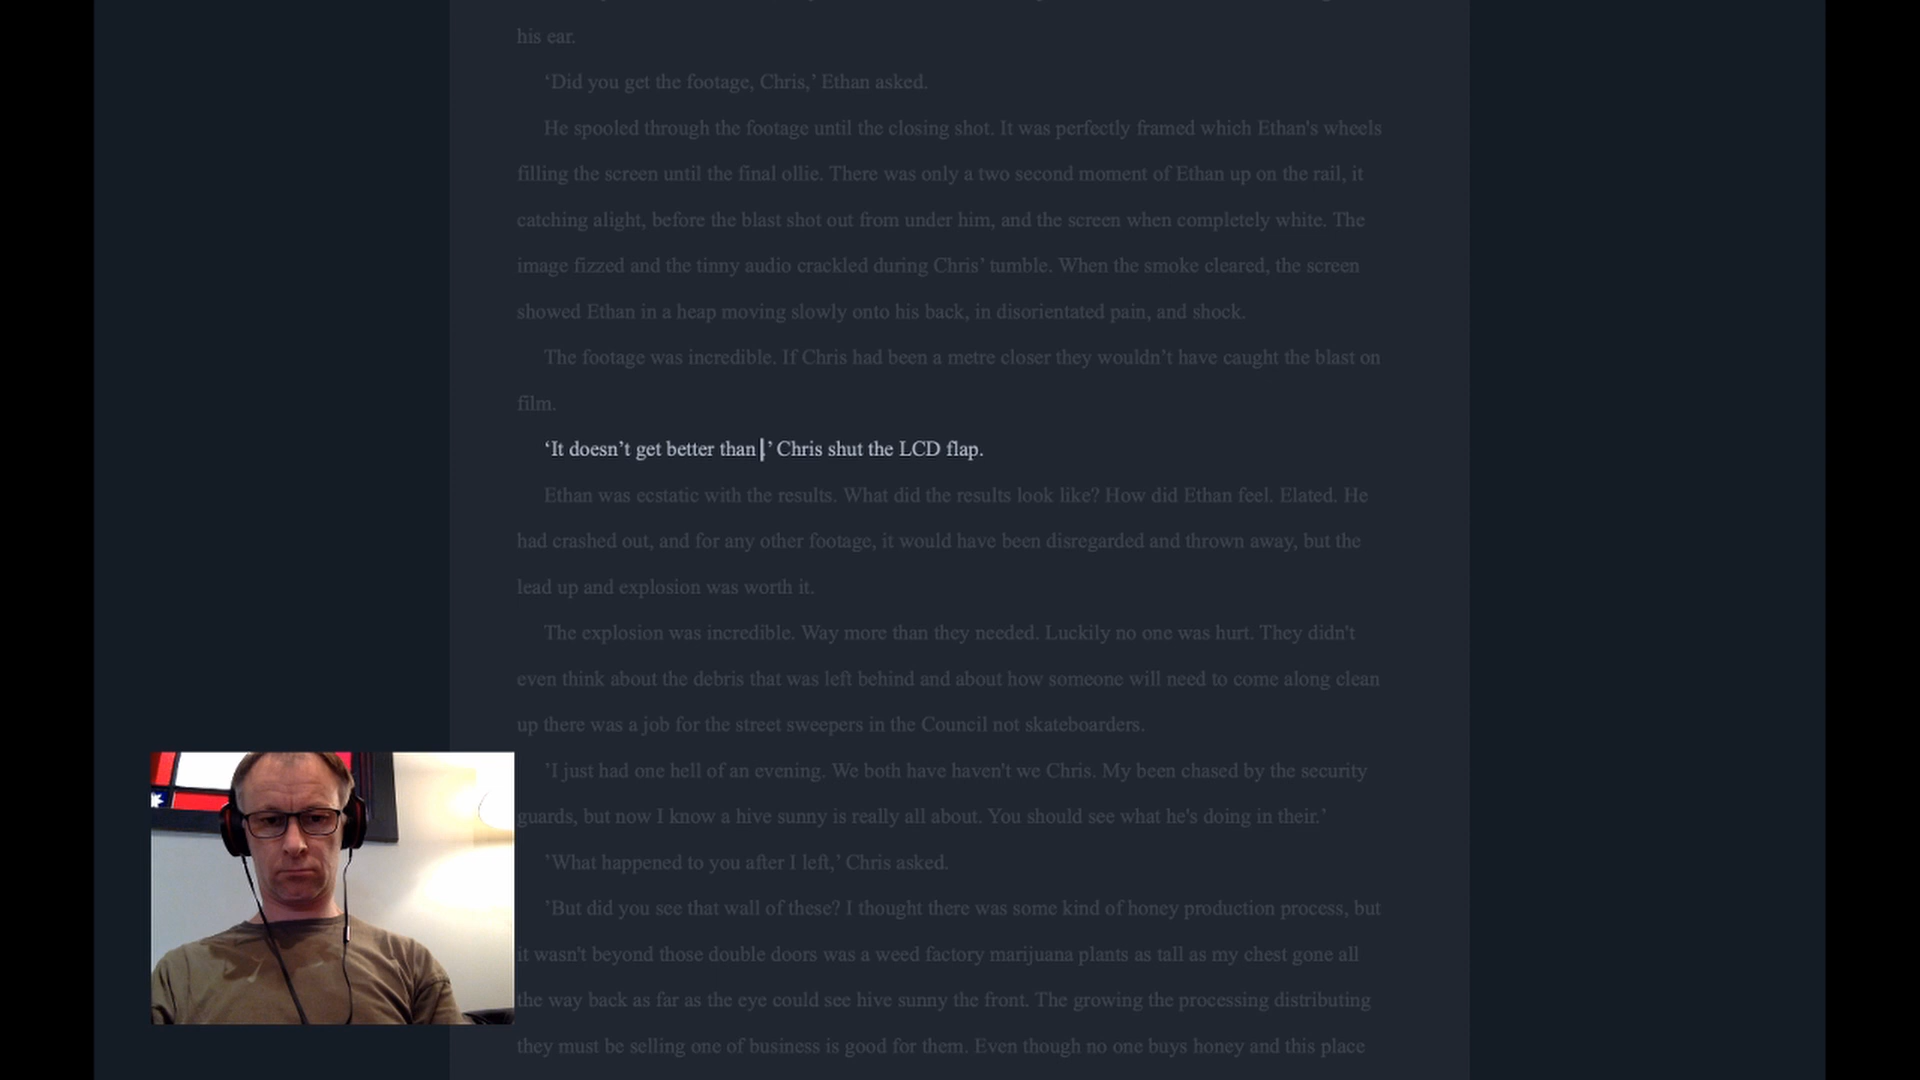 his ear.
‘Did you get the footage, Chris,’ Ethan asked.
He spooled through the footage until the closing shot. It was perfectly framed which Ethan's wheels
filling the screen until the final ollie. There was only a two second moment of Ethan up on the rail, it
catching alight, before the blast shot out from under him, and the screen when completely white. The
image fizzed and the tinny audio crackled during Chris’ tumble. When the smoke cleared, the screen
showed Ethan in a heap moving slowly onto his back, in disorientated pain, and shock.
The footage was incredible. If Chris had been a metre closer they wouldn’t have caught the blast on
film.
‘It doesn’t get better than .’ Chris shut the LCD flap.
Ethan was ecstatic with the results. What did the results look like? How did Ethan feel. Elated. He
had crashed out, and for any other footage, it would have been disregarded and thrown away, but the
lead up and explosion was worth it.
The explosion was incredible. Way more than they needed. Luckily no one was hurt. They didn't
even think about the debris that was left behind and about how someone will need to come along clean
up there was a job for the street sweepers in the Council not skateboarders.
’I just had one hell of an evening. We both have haven't we Chris. My been chased by the security
guards, but now I know a hive sunny is really all about. You should see what he's doing in their.’
’What happened to you after I left,’ Chris asked.
’But did you see that wall of these? I thought there was some kind of honey production process, but
it wasn't beyond those double doors was a weed factory marijuana plants as tall as my chest gone all
the way back as far as the eye could see hive sunny the front. The growing the processing distributing
they must be selling one of business is good for them. Even though no one buys honey and this place